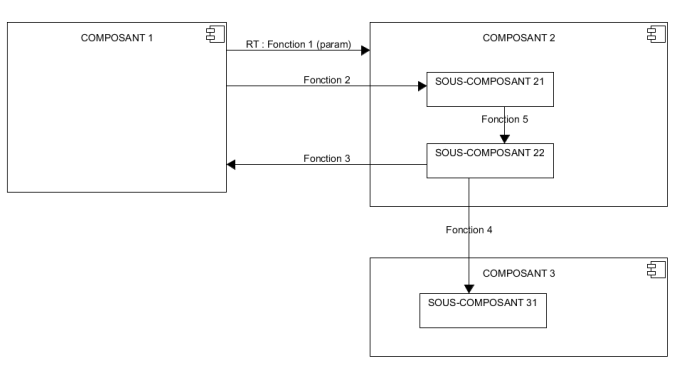 COMPOSANT 1
RT : Fonction 1 (param)
COMPOSANT 2
Fonction 2
SOUS-COMPOSANT 21
Fonction 5
Fonction 3
SOUS-COMPOSANT 22
Fonction 4
COMPOSANT 3
SOUS-COMPOSANT 31